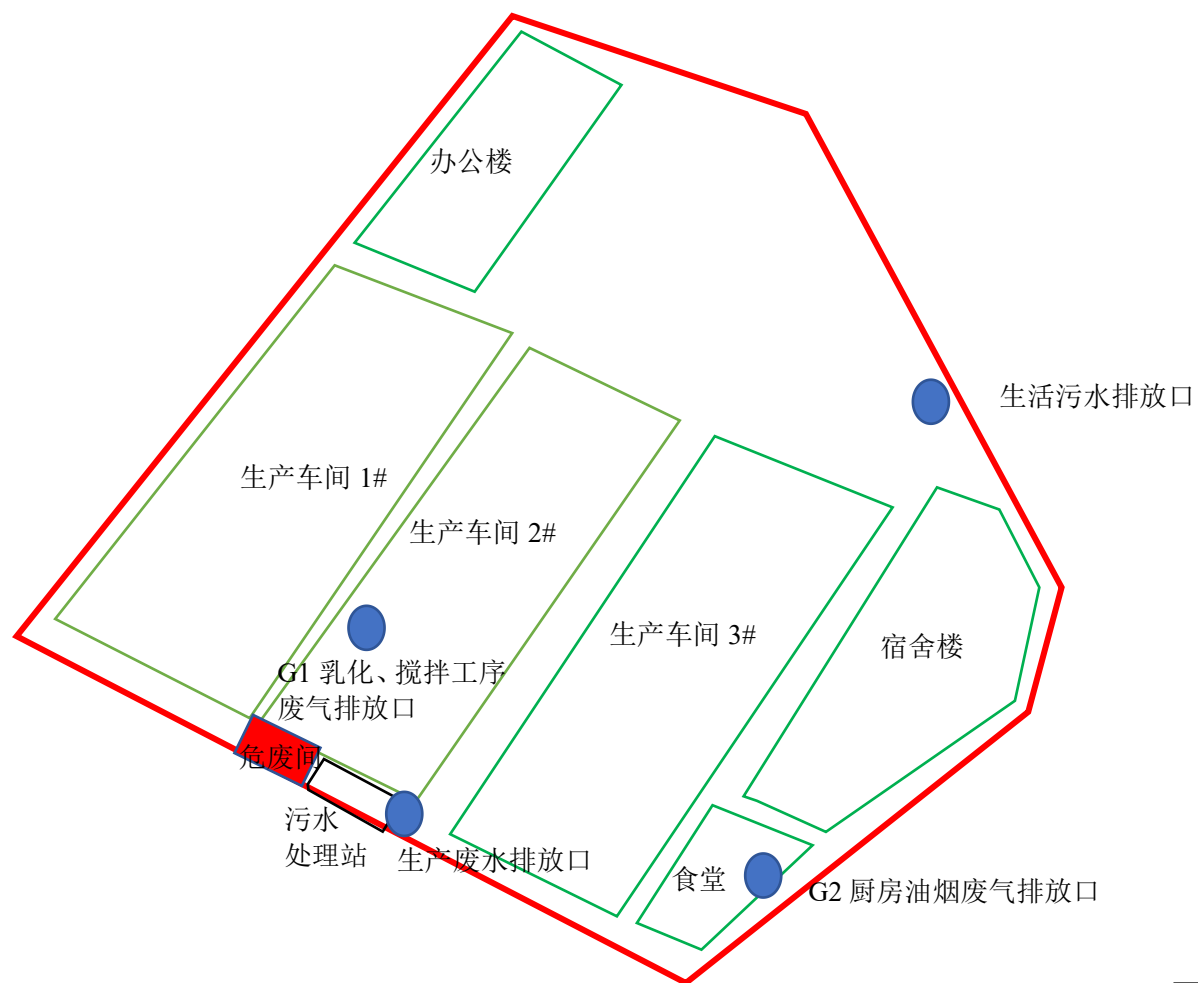 办公楼
生活污水排放口
生产车间 1#
生产车间 2#
生产车间 3#
宿舍楼
G1 乳化、搅拌工序
废气排放口
危废间
污水
处理站
生产废水排放口
食堂
G2 厨房油烟废气排放口